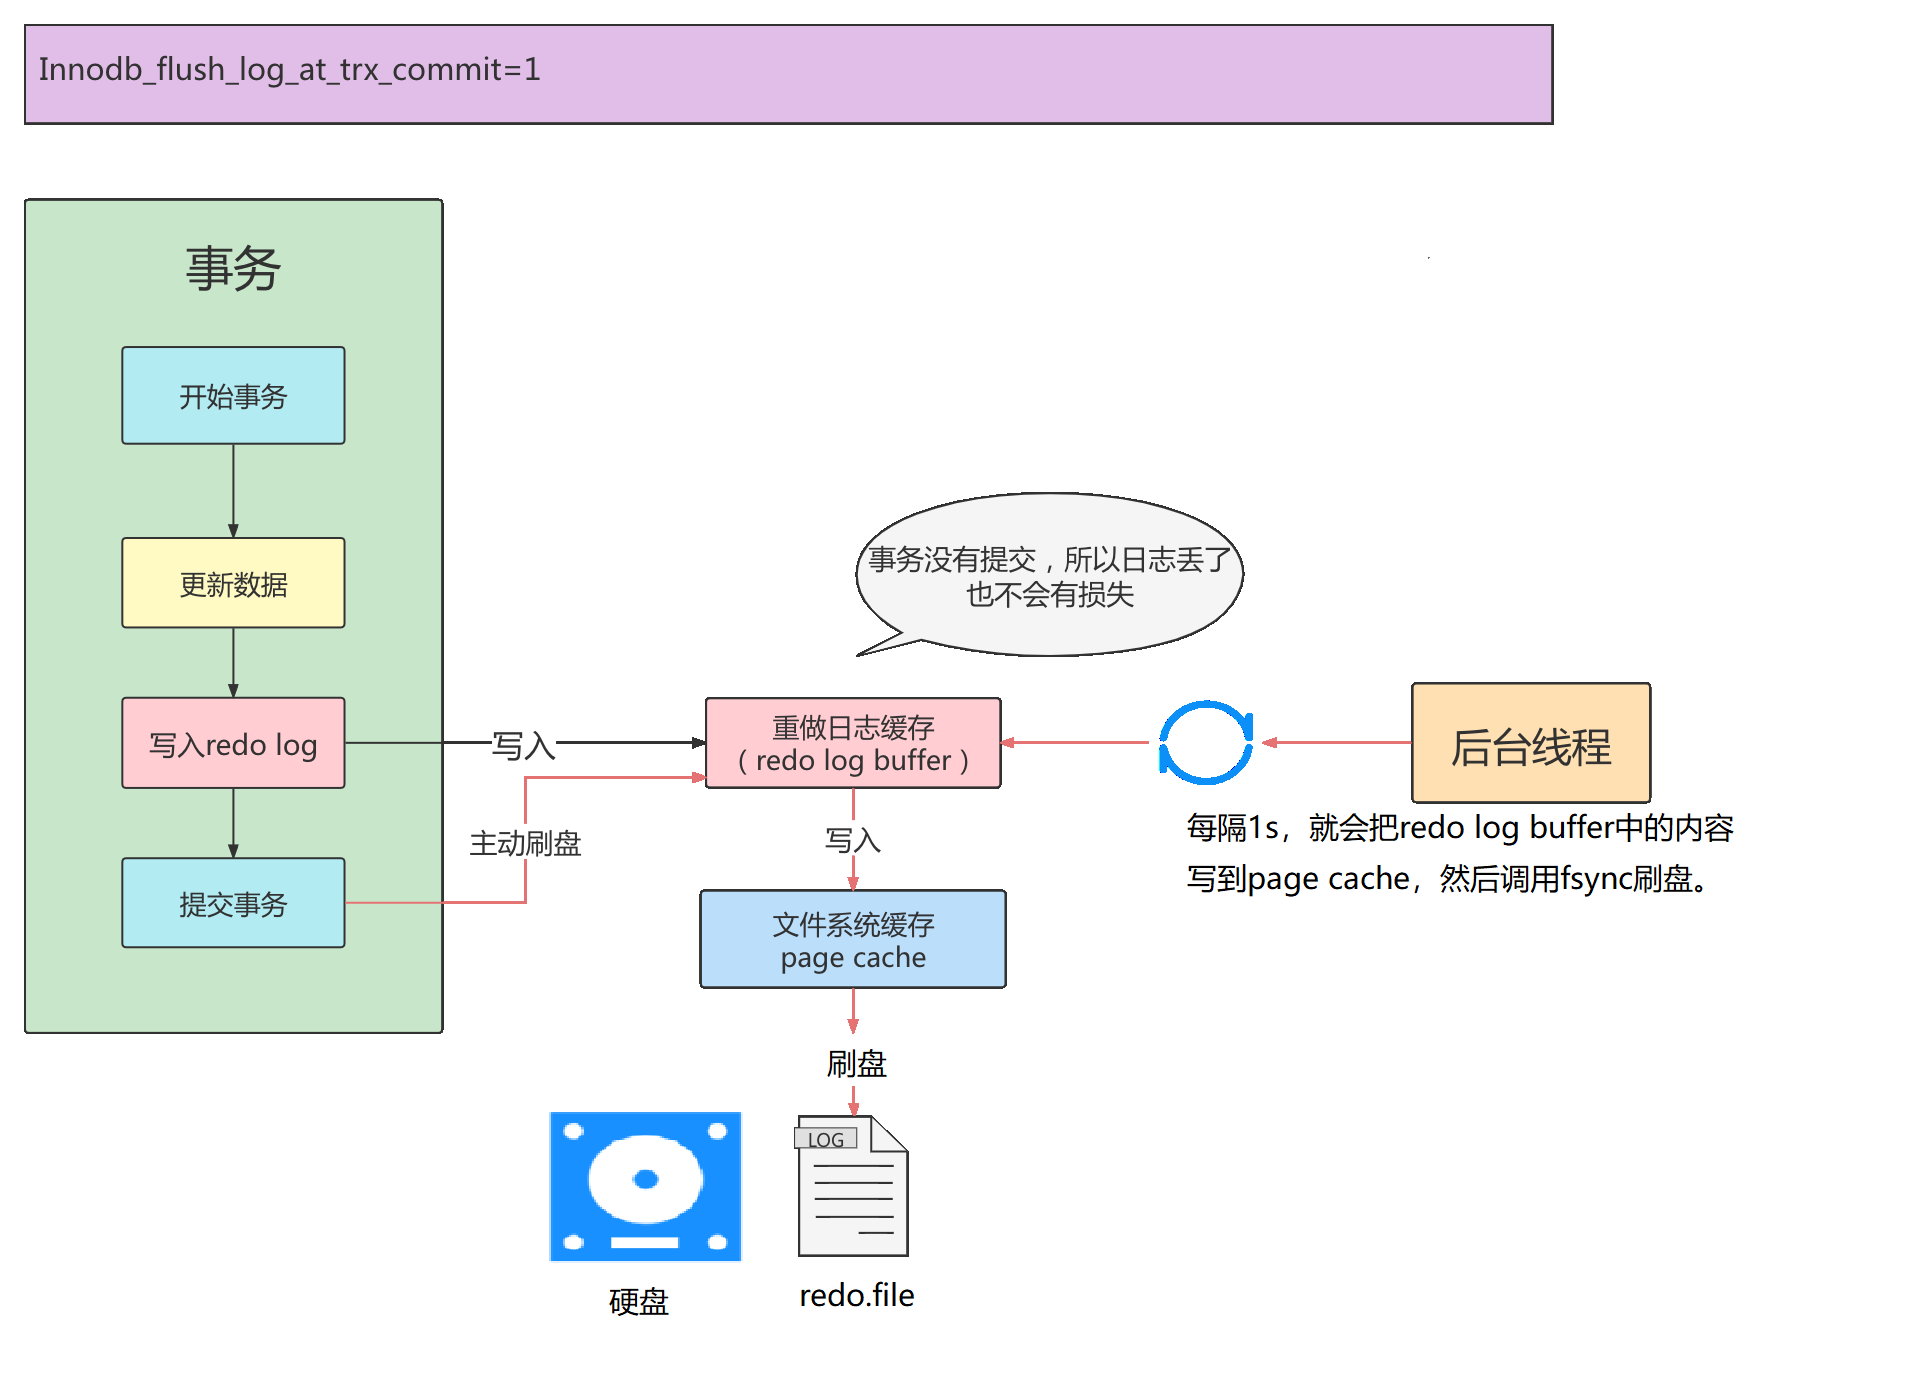 Innodb_flush_log_at_trx_commit=1
事务
开始事务
更新数据
写入redo log
提交事务
写入
主动刷盘
事务没有提交，所以日志丢了
也不会有损失
重做日志缓存
（redo log buffer）
写入
文件系统缓存
page cache
刷盘
LOG
硬盘
redo.file
后台线程
每隔1s，就会把redo log buffer中的内容
写到page cache，然后调用fsync刷盘。